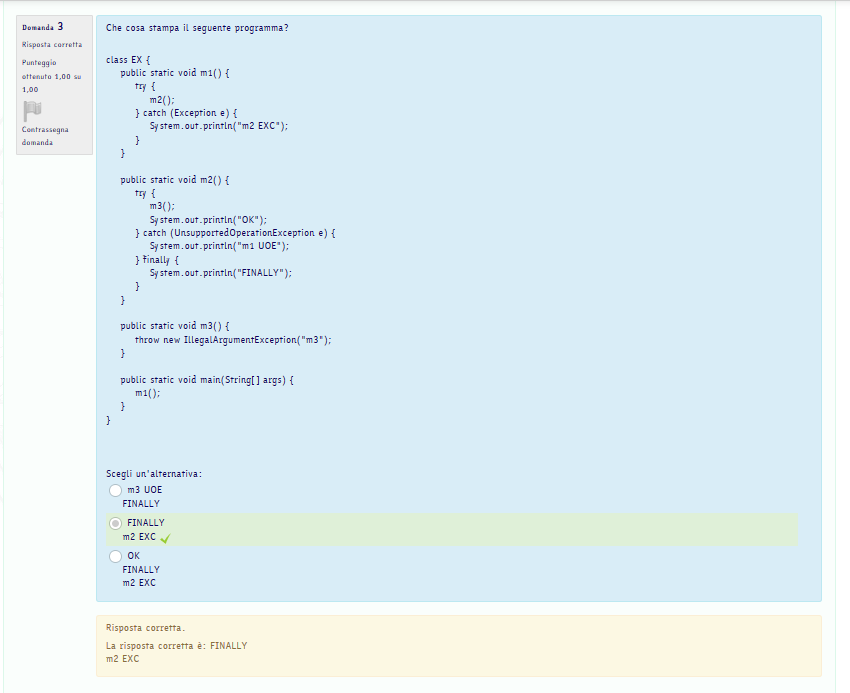 Domanda 3
Risposta corretta
Punteggio
ottenuto 1,00 su
1,00
Contrassegna
domanda
Che cosa stampa il seguente programma?
class EX {
public static void m1() {
try {
m2();
} catch (Exception e) {
System.out.println("m2 EXC");
}
}
public static void m2() {
try {
m3();
System.out.println("OK");
} catch (UnsupportedOperationException e) {
System.out.println("m1 UOE");
} finally {
System.out.println("FINALLY");
}
}
public static void m3() {
throw new IllegalArgumentException("m3");
}
public static void main(String[] args) {
m1();
}
}
Scegli un'alternativa:
m3 UOE
FINALLY
FINALLY
m2 EXC
OK
FINALLY
m2 EXC
Risposta corretta.
La risposta corretta è: FINALLY
m2 EXC